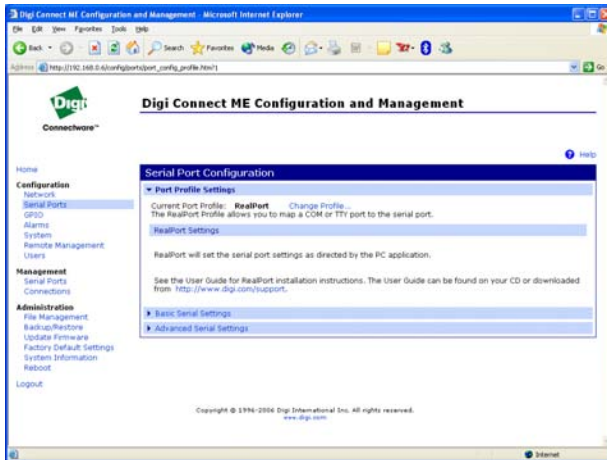 Digi Connect ME Configuration and Management - Microsoft Internet Explorer
File Edit View Favorites Tools Help
Back Search Favorites Media
Address http://192.168.0.6/config/ports/port_config_profile.htm?1 Go
Digi
Connectware™
Digi Connect ME Configuration and Management
Help
Home
Configuration
Network
Serial Ports
GPIO
Alarms
System
Remote Management
Users
Management
Serial Ports
Connections
Administration
File Management
Backup/Restore
Update Firmware
Factory Default Settings
System Information
Reboot
Logout
Serial Port Configuration
Port Profile Settings
Current Port Profile: RealPort Change Profile...
The RealPort Profile allows you to map a COM or TTY port to the serial port.
RealPort Settings
RealPort will set the serial port settings as directed by the PC application.
See the User Guide for RealPort installation instructions. The User Guide can be found on your CD or downloaded
from http://www.digi.com/support.
Basic Serial Settings
Advanced Serial Settings
Copyright © 1996-2006 Digi International Inc. All rights reserved.
www.digi.com
Internet